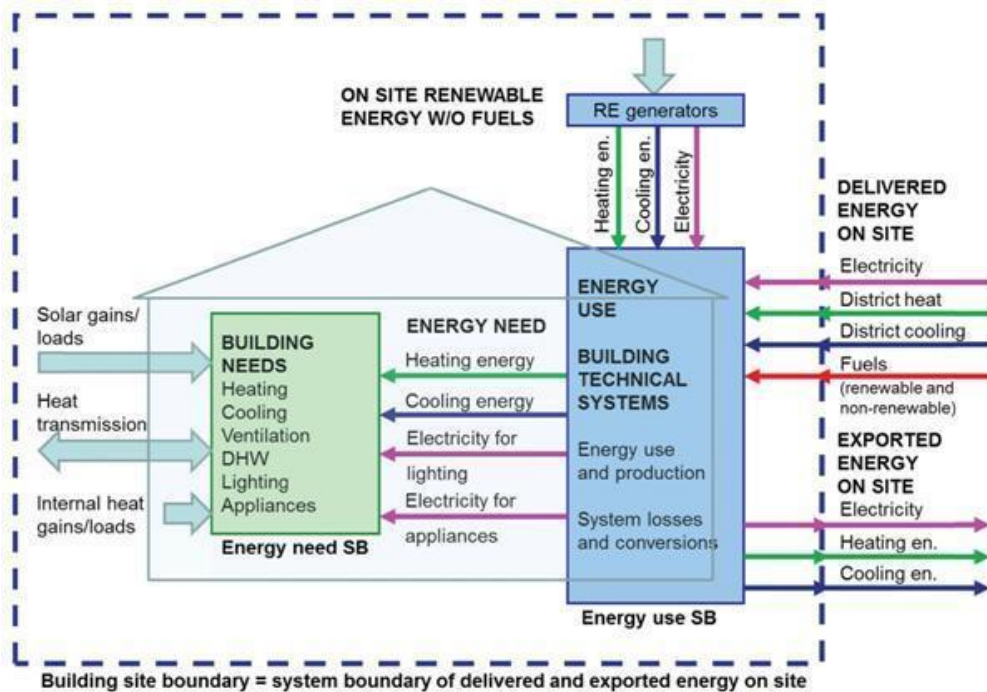 ON SITE RENEWABLE
ENERGY W/O FUELS
RE generators
Heating en.
Cooling en.
Electricity
DELIVERED
ENERGY
ON SITE
Electricity
District heat
District cooling
Fuels
(renewable and
non-renewable)
EXPORTED
ENERGY
ON SITE
Electricity
Heating en.
Cooling en.
Solar gains/
loads
Heat
transmission
Internal heat
gains/loads
BUILDING
NEEDS
Heating
Cooling
Ventilation
DHW
Lighting
Appliances
Energy need SB
ENERGY NEED
Heating energy
Cooling energy
Electricity for
lighting
Electricity for
appliances
ENERGY
USE
BUILDING
TECHNICAL
SYSTEMS
Energy use
and production
System losses
and conversions
Energy use SB
Building site boundary = system boundary of delivered and exported energy on site